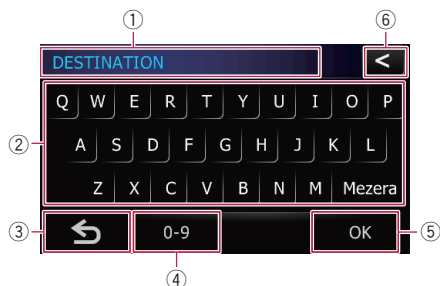 ① ⑥
DESTINATION <
② Q W E R T Y U I O P
A S D F G H J K L
Z X C V B N M Mezera
③ 0-9 OK ⑤
④